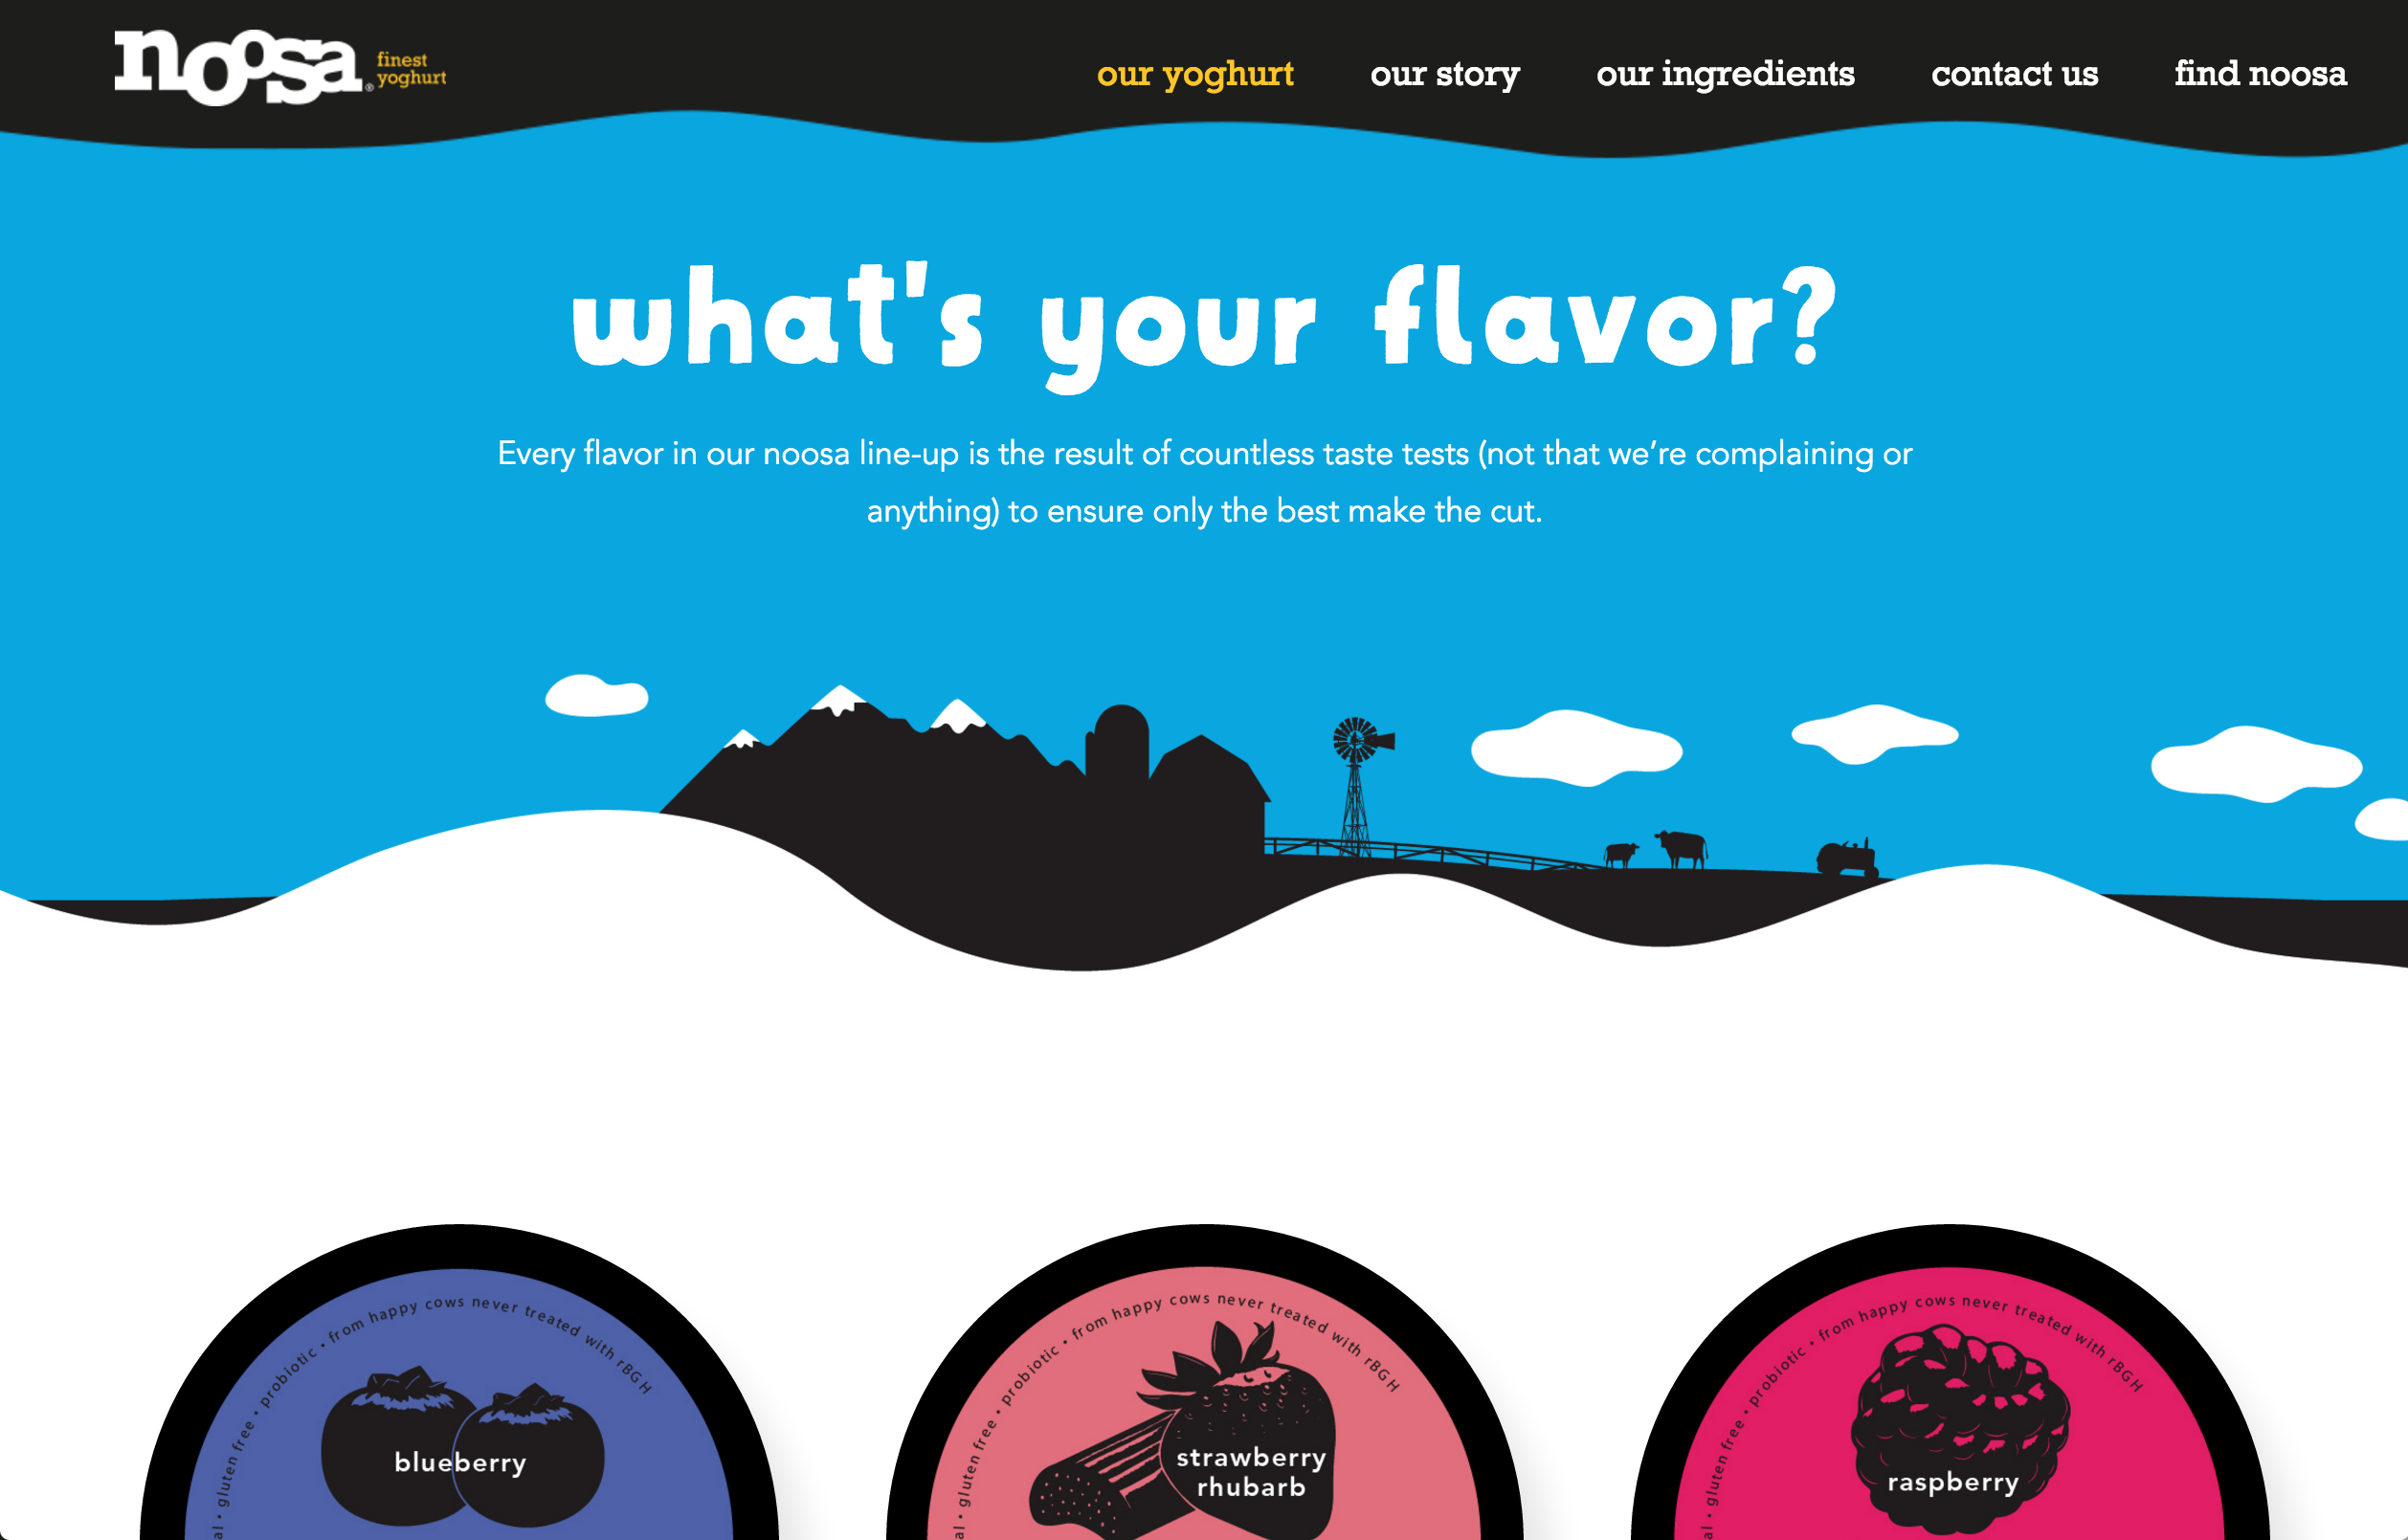 noosa® finest
yoghurt
our yoghurt our story our ingredients contact us find noosa
what's your flavor?
Every flavor in our noosa line-up is the result of countless taste tests (not that we’re complaining or
anything) to ensure only the best make the cut.
• gluten free • probiotic • from happy cows never treated with rBGH
blueberry
• gluten free • probiotic • from happy cows never treated with rBGH
strawberry
rhubarb
• gluten free • probiotic • from happy cows never treated with rBGH
raspberry